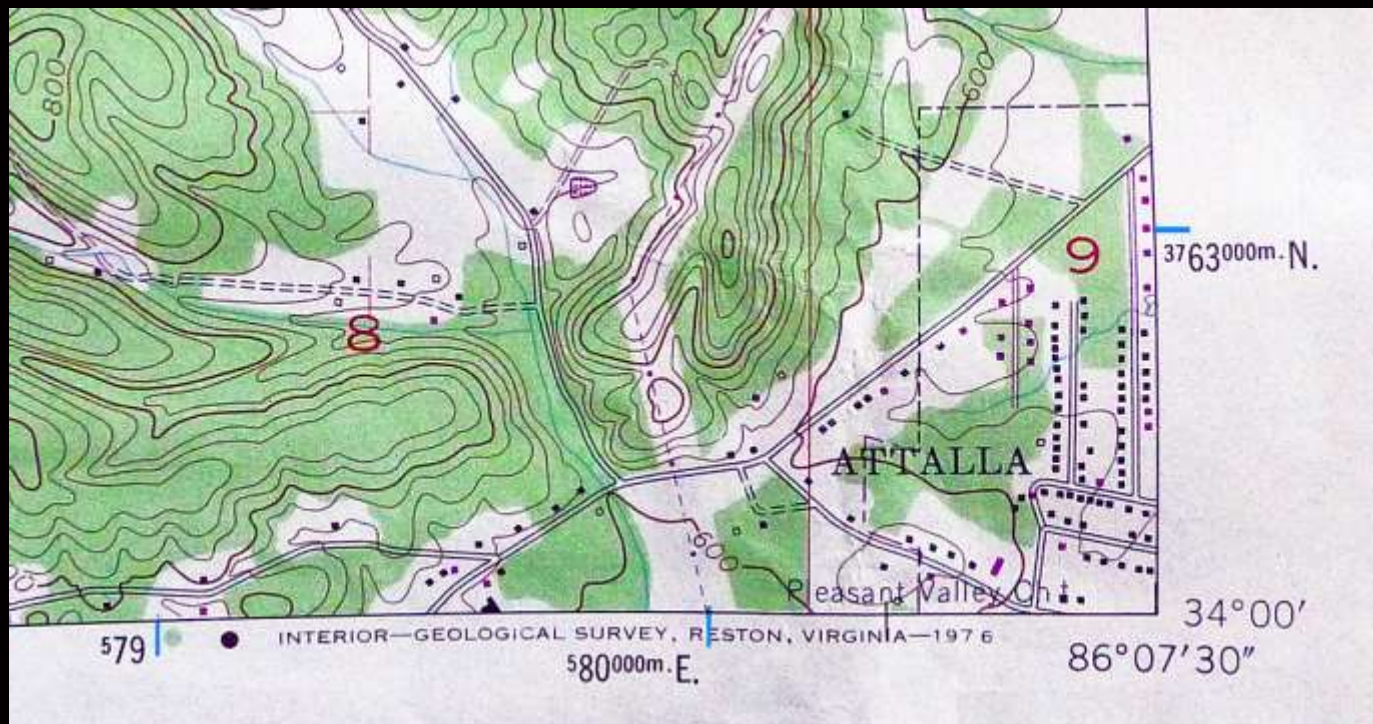 800
600
9
3763000m. N.
8
ATTALLA
600
Pleasant Valley Ch
34°00′
579
INTERIOR—GEOLOGICAL SURVEY, RESTON, VIRGINIA—1976
580000m. E.
86°07′30″